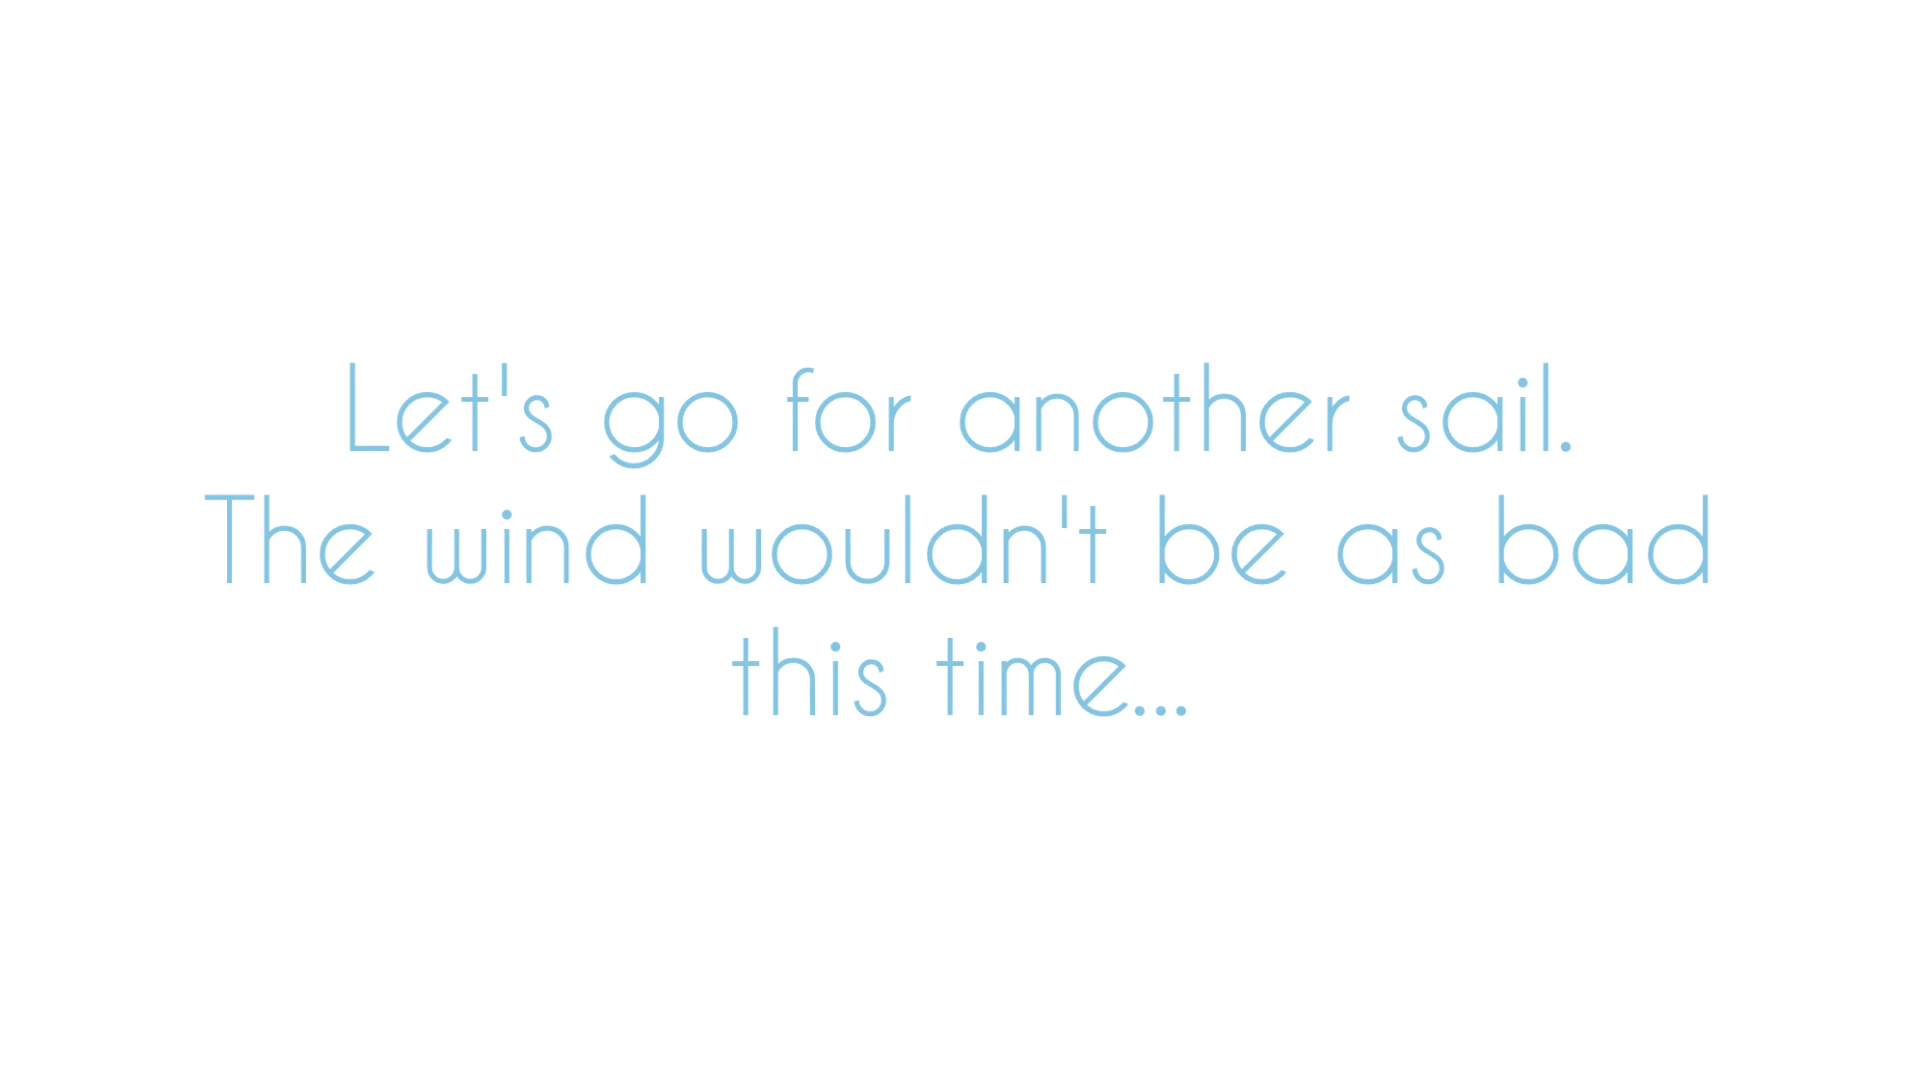 Let's go for another sail.
The wind wouldn't be as bad
this time...